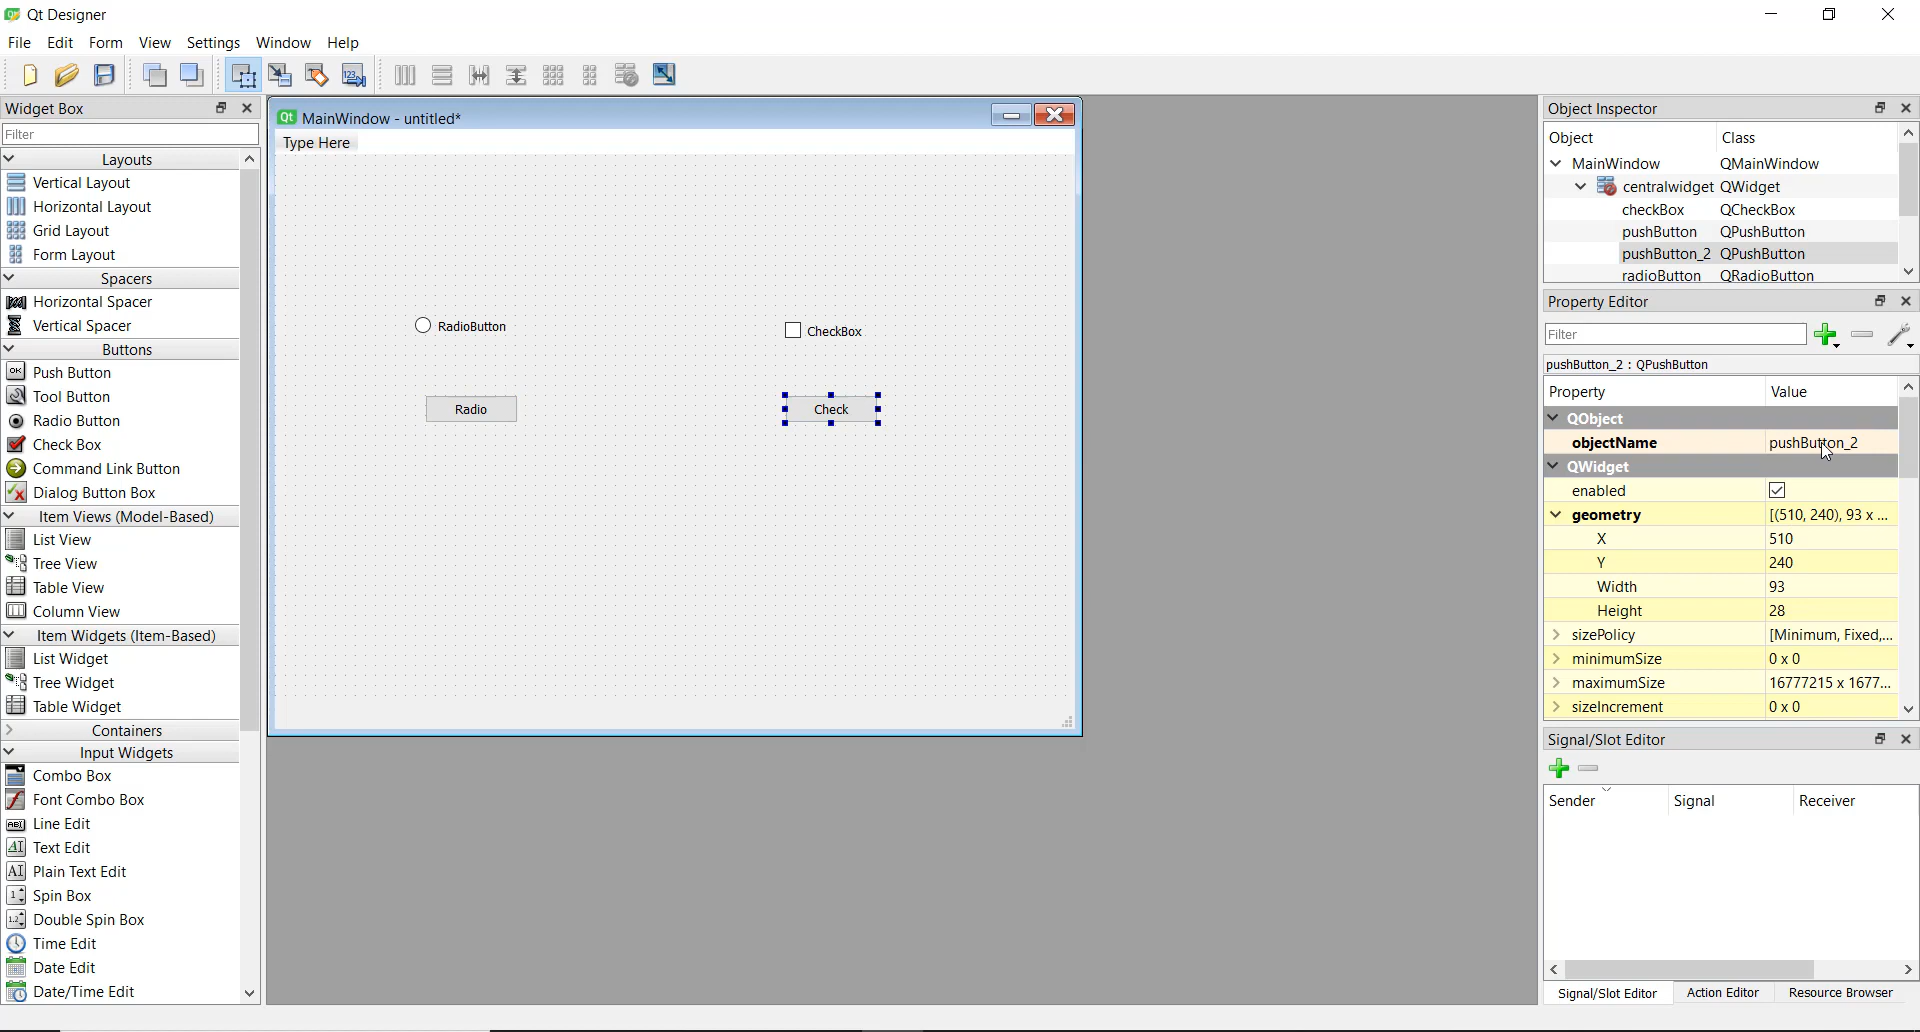 Qt Designer
File Edit Form View Settings Window Help
Widget Box
Filter
Layouts
Vertical Layout
Horizontal Layout
Grid Layout
Form Layout
Spacers
Horizontal Spacer
Vertical Spacer
Buttons
Push Button
Tool Button
Radio Button
Check Box
Command Link Button
Dialog Button Box
Item Views (Model-Based)
List View
Tree View
Table View
Column View
Item Widgets (Item-Based)
List Widget
Tree Widget
Table Widget
Containers
Input Widgets
Combo Box
Font Combo Box
Line Edit
Text Edit
Plain Text Edit
Spin Box
Double Spin Box
Time Edit
Date Edit
Date/Time Edit
MainWindow - untitled*
Type Here
RadioButton CheckBox
Radio Check
Object Inspector
Object Class
MainWindow QMainWindow
centralwidget QWidget
checkBox QCheckBox
pushButton QPushButton
pushButton_2 QPushButton
radioButton QRadioButton
Property Editor
Filter
pushButton_2 : QPushButton
Property Value
QObject
objectName pushButton_2
QWidget
enabled
geometry [(510, 240), 93 x ...
X 510
Y 240
Width 93
Height 28
sizePolicy [Minimum, Fixed,...
minimumSize 0 x 0
maximumSize 16777215 x 1677...
sizeIncrement 0 x 0
Signal/Slot Editor
Sender Signal Receiver
Signal/Slot Editor Action Editor Resource Browser